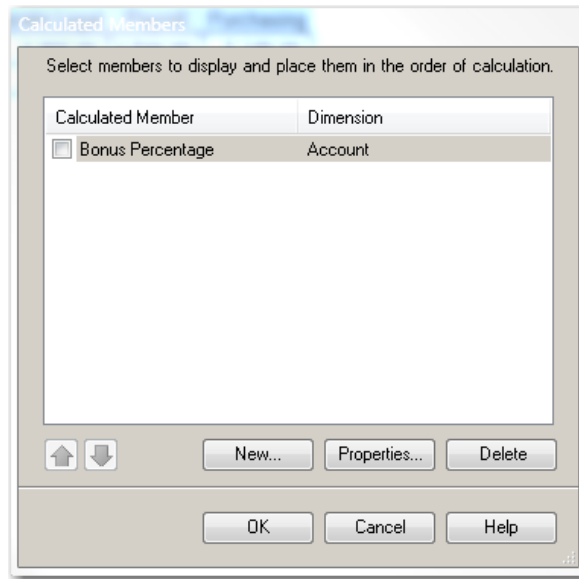 Calculated Members
Select members to display and place them in the order of calculation.
Calculated Member Dimension
Bonus Percentage Account
New... Properties... Delete
OK Cancel Help